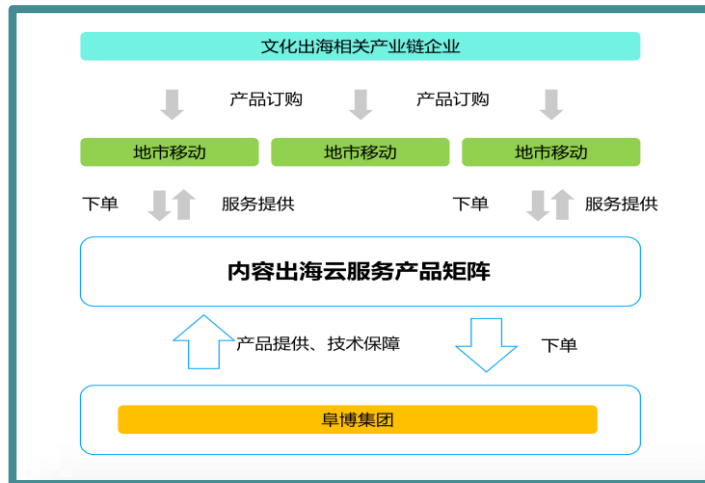 文化出海相关产业链企业
产品订购 产品订购
地市移动 地市移动 地市移动
下单 服务提供 下单 服务提供
内容出海云服务产品矩阵
产品提供、技术保障 下单
阜博集团